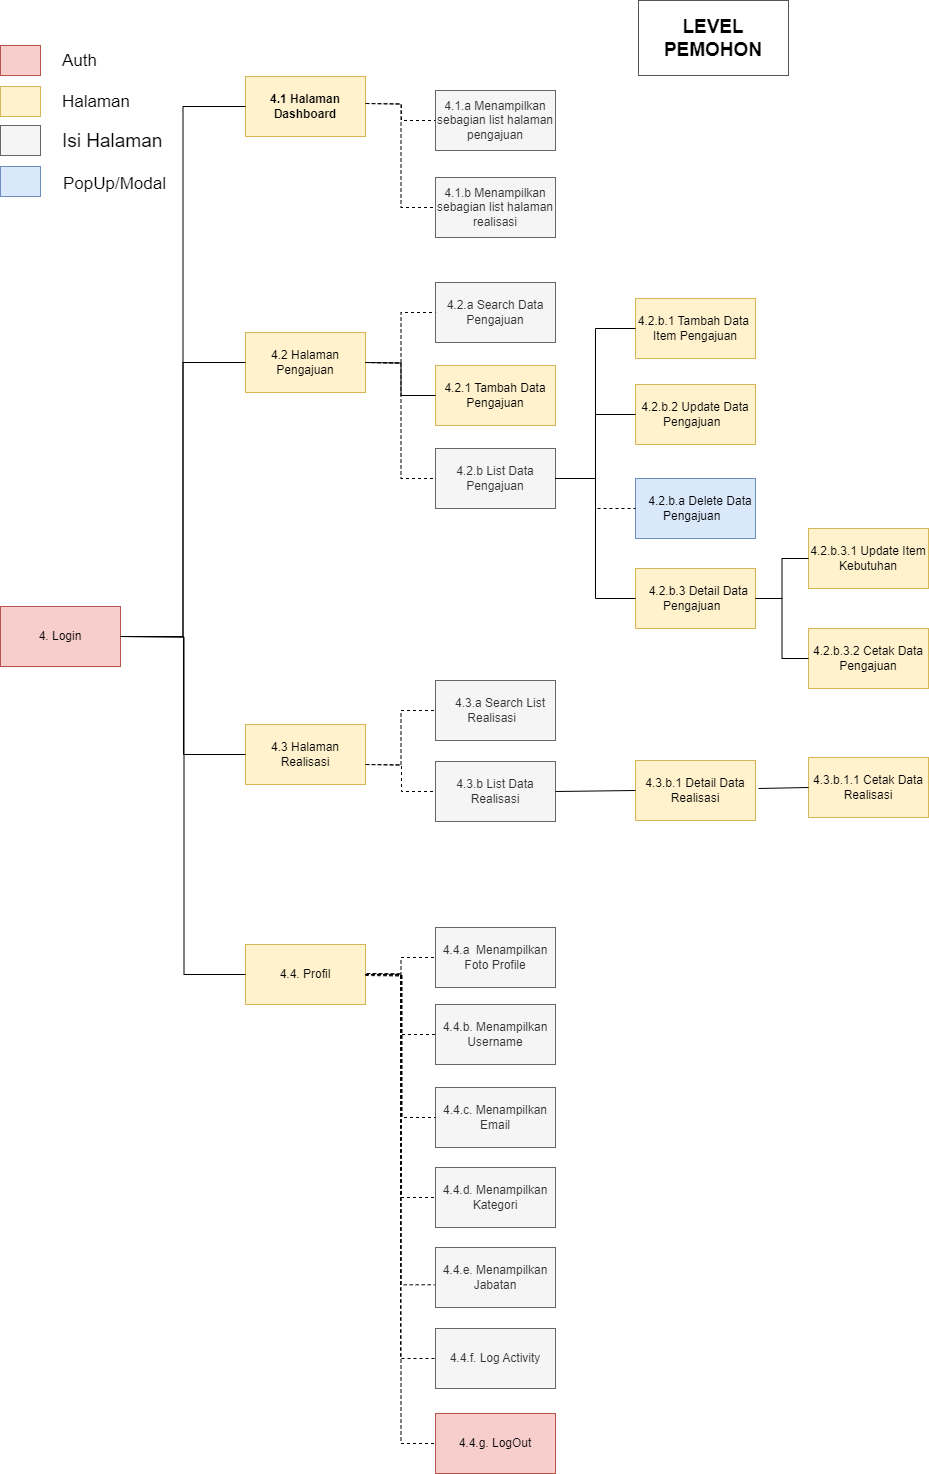 LEVEL
PEMOHON
Auth
Halaman
Isi Halaman
PopUp/Modal
4.1 Halaman
Dashboard
4.1.a Menampilkan
sebagian list halaman
pengajuan
4.1.b Menampilkan
sebagian list halaman
realisasi
4.2 Halaman
Pengajuan
4.2.a Search Data
Pengajuan
4.2.1 Tambah Data
Pengajuan
4.2.b List Data
Pengajuan
4.2.b.1 Tambah Data
Item Pengajuan
4.2.b.2 Update Data
Pengajuan
4.2.b.a Delete Data
Pengajuan
4.2.b.3 Detail Data
Pengajuan
4.2.b.3.1 Update Item
Kebutuhan
4.2.b.3.2 Cetak Data
Pengajuan
4. Login
4.3 Halaman
Realisasi
4.3.a Search List
Realisasi
4.3.b List Data
Realisasi
4.3.b.1 Detail Data
Realisasi
4.3.b.1.1 Cetak Data
Realisasi
4.4. Profil
4.4.a  Menampilkan
Foto Profile
4.4.b. Menampilkan
Username
4.4.c. Menampilkan
Email
4.4.d. Menampilkan
Kategori
4.4.e. Menampilkan
Jabatan
4.4.f. Log Activity
4.4.g. LogOut